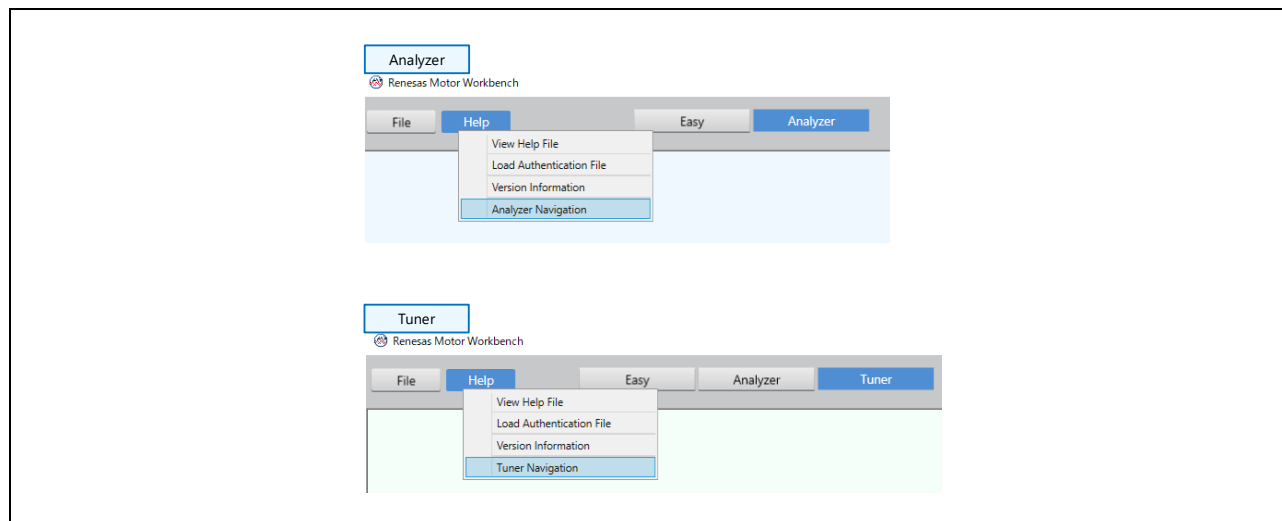 Analyzer
Renesas Motor Workbench
File Help Easy Analyzer
View Help File
Load Authentication File
Version Information
Analyzer Navigation
Tuner
Renesas Motor Workbench
File Help Easy Analyzer Tuner
View Help File
Load Authentication File
Version Information
Tuner Navigation